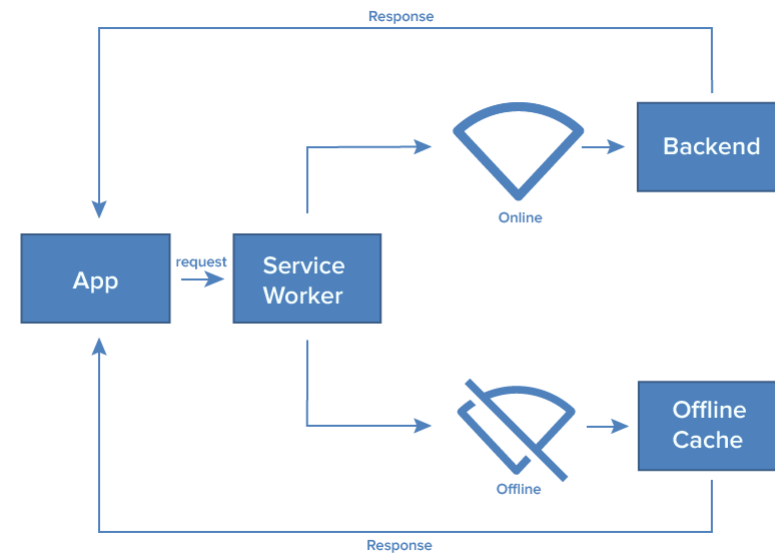 Response
Backend
Online
request
App
Service
Worker
Offline
Cache
Offline
Response